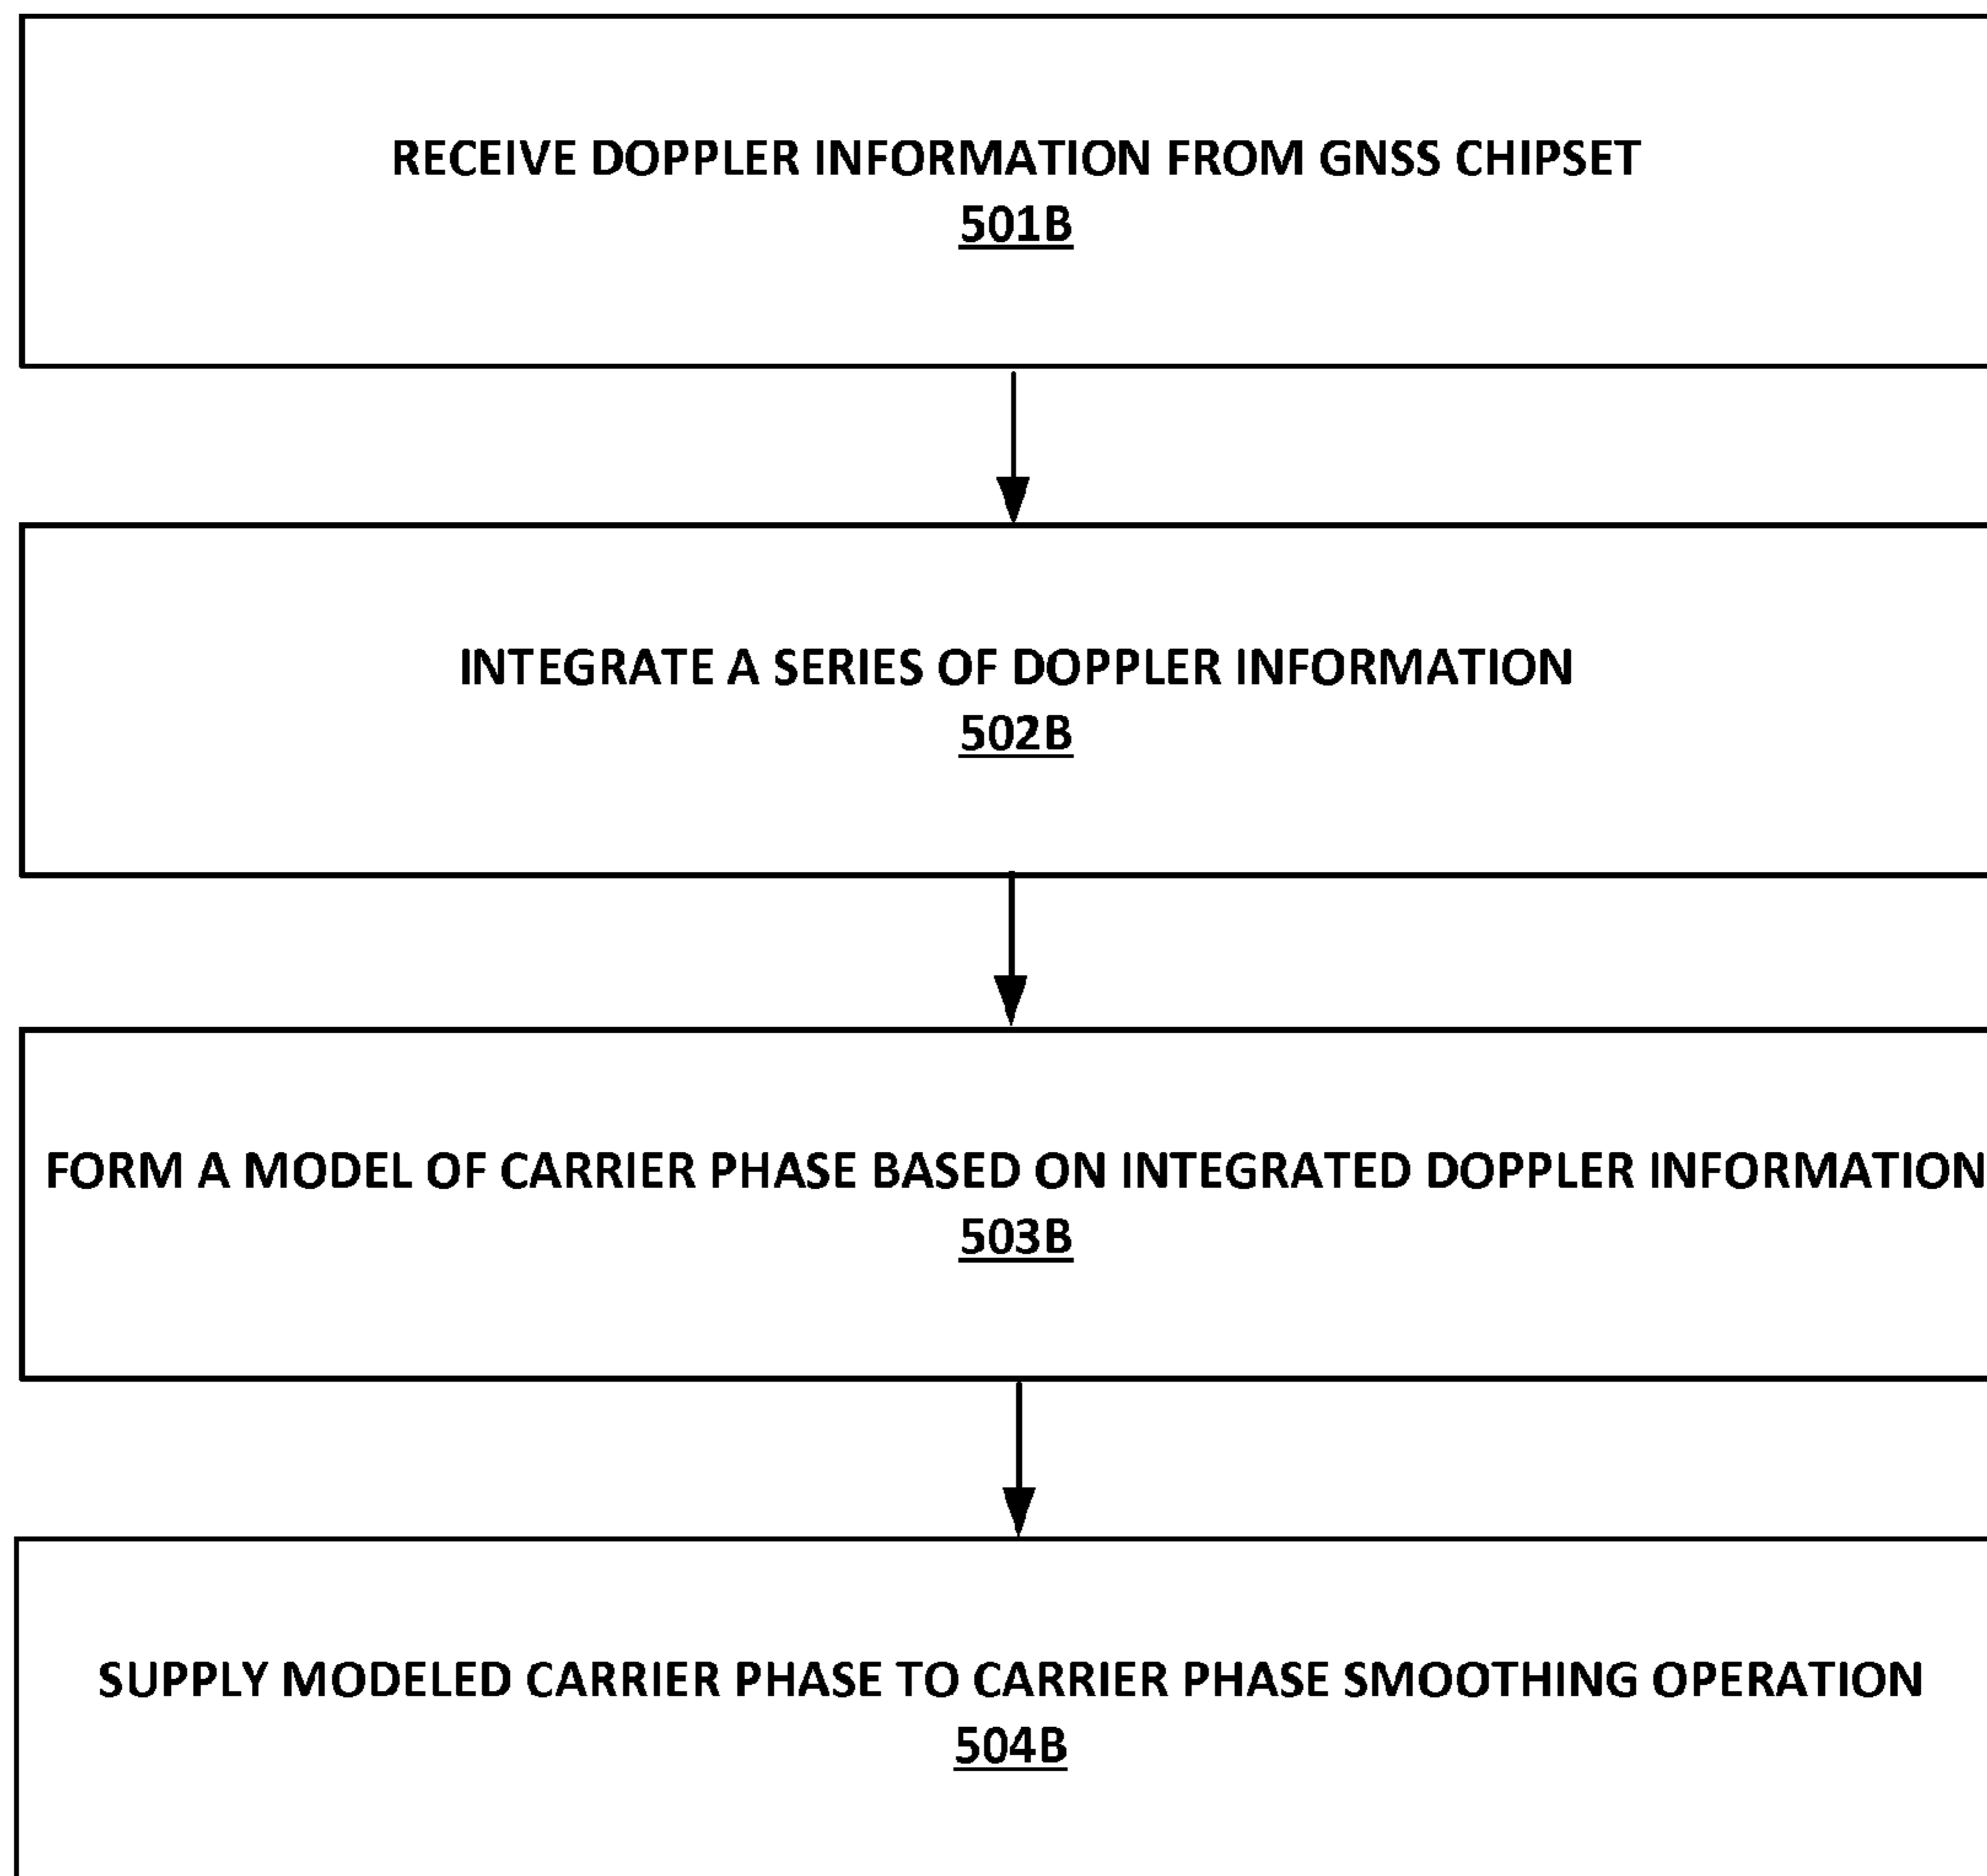 RECEIVE DOPPLER INFORMATION FROM GNSS CHIPSET
501B
INTEGRATE A SERIES OF DOPPLER INFORMATION
502B
FORM A MODEL OF CARRIER PHASE BASED ON INTEGRATED DOPPLER INFORMATION
503B
SUPPLY MODELED CARRIER PHASE TO CARRIER PHASE SMOOTHING OPERATION
504B